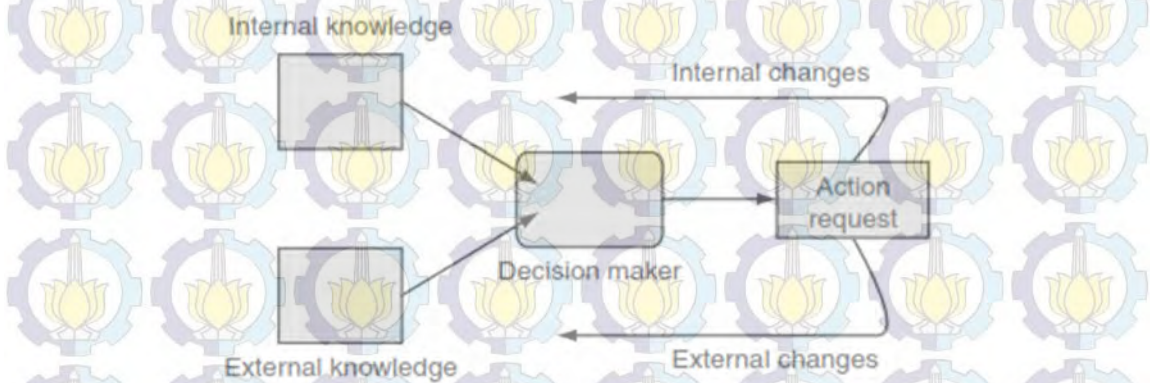 Internal knowledge
Internal changes
Action
request
Decision maker
External changes
External knowledge